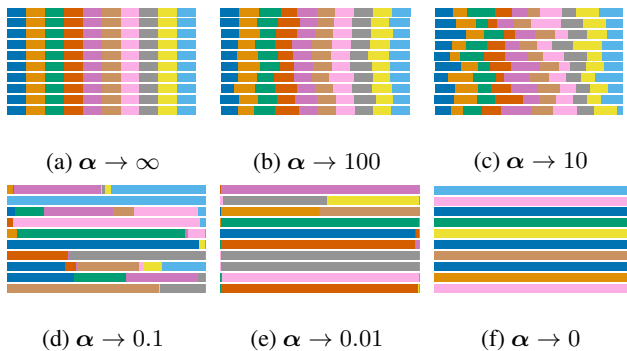 (a) α → ∞
(b) α → 100
(c) α → 10
(d) α → 0.1
(e) α → 0.01
(f) α → 0